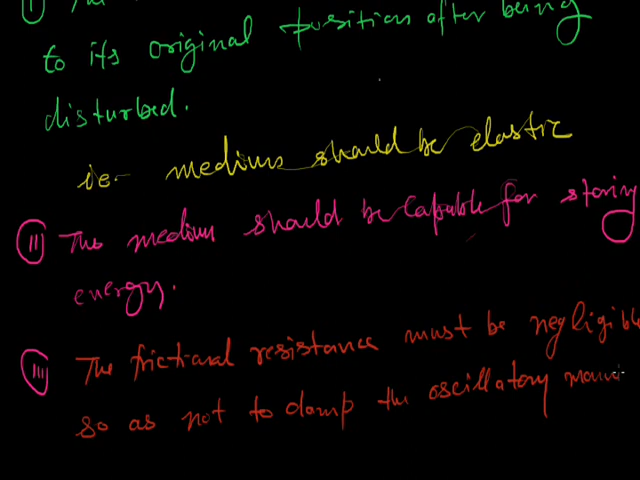 (I) The
to its original position after being
disturbed.
ie- medium should be elastic
(II) The medium should be capable for storing
energy.
(III) The frictional resistance must be negligible
so as not to damp the oscillatory